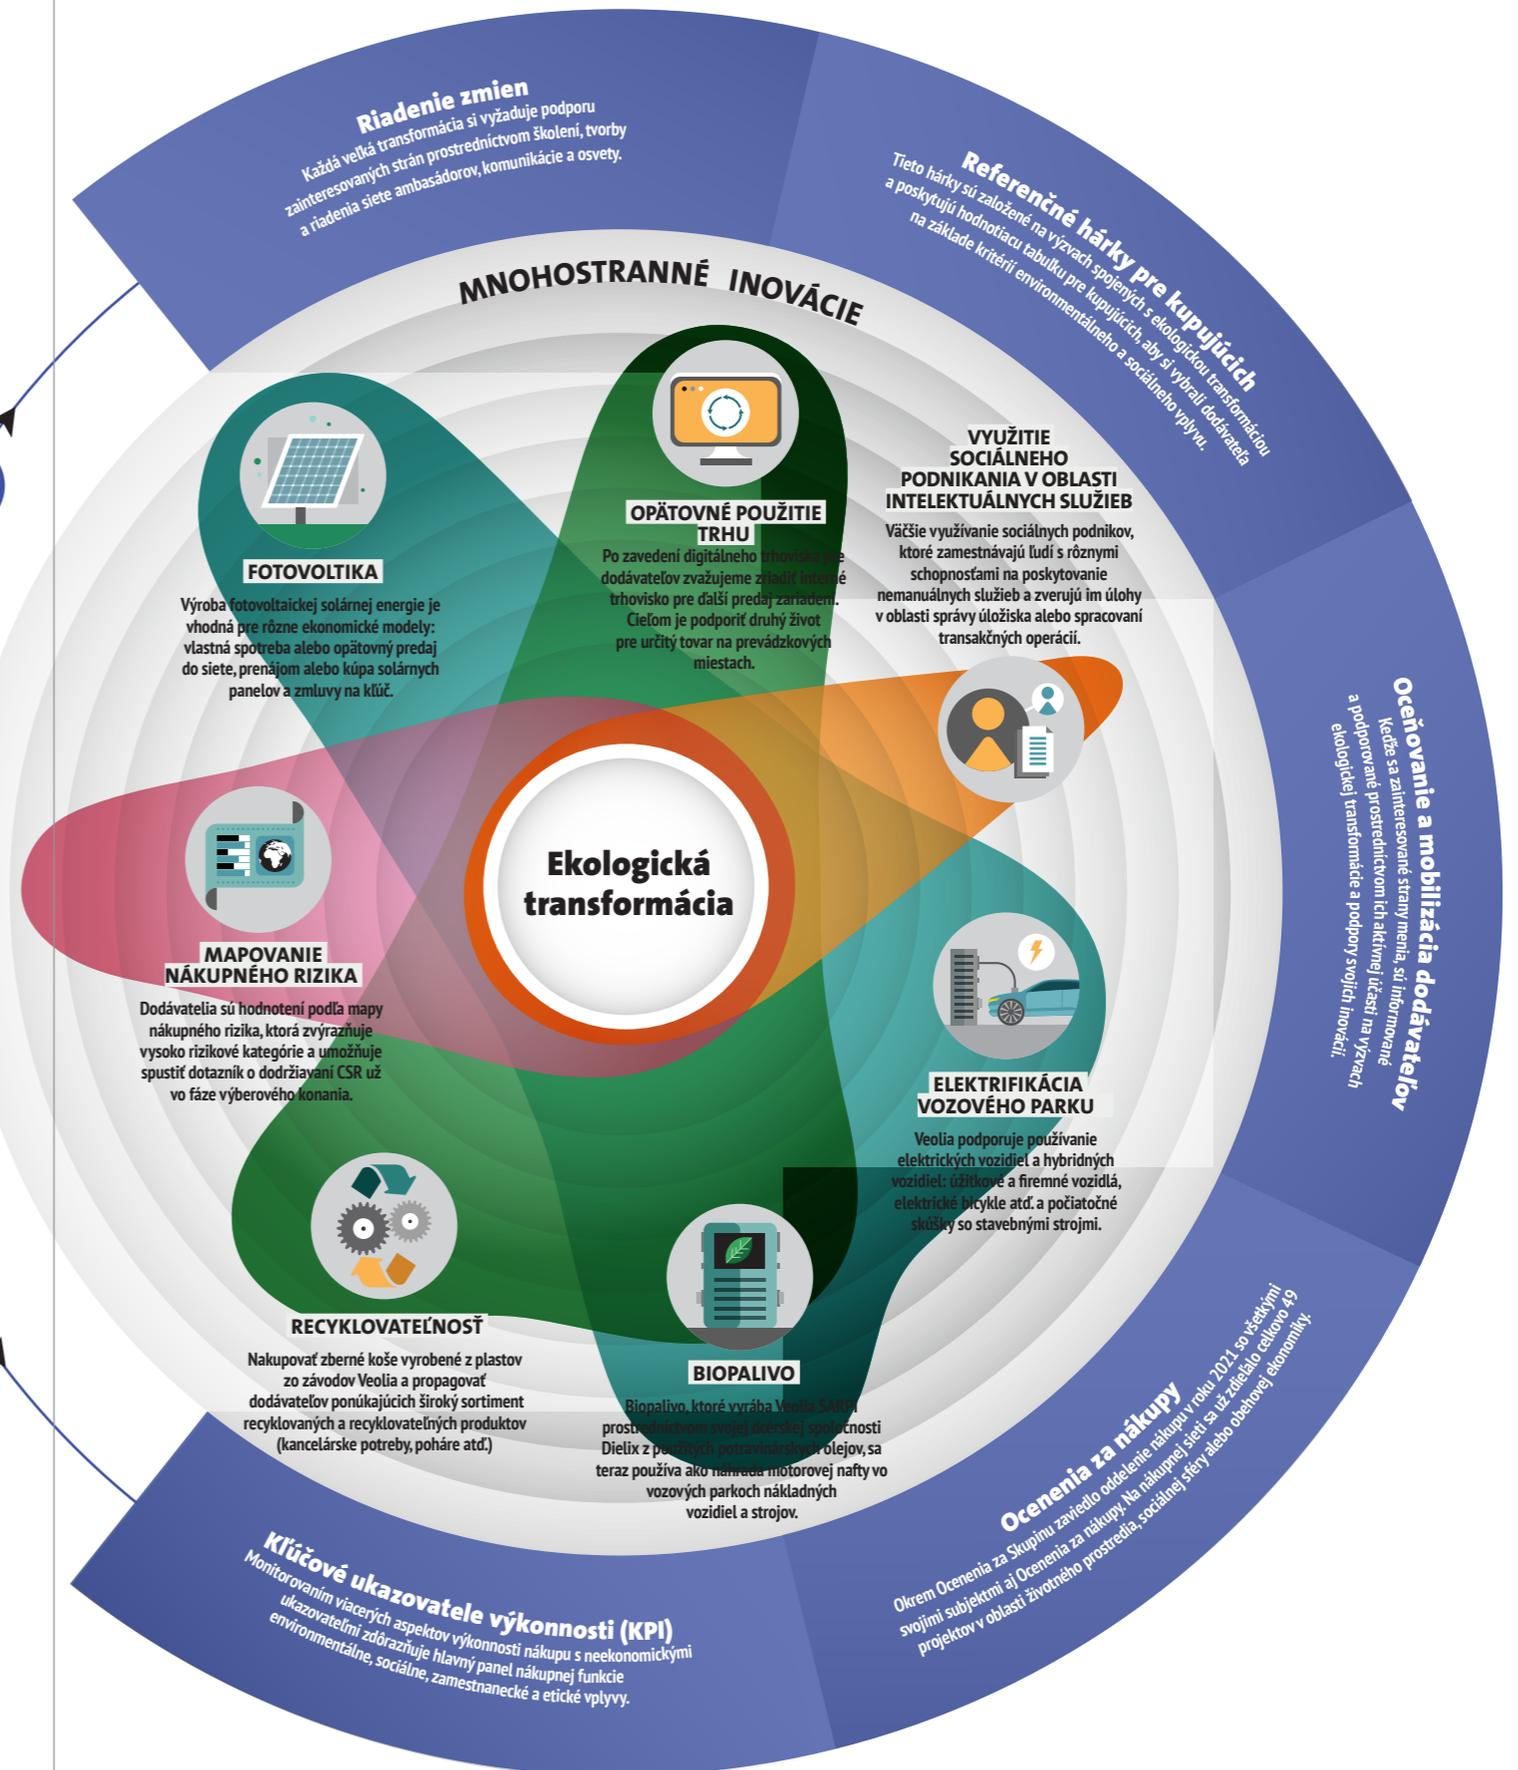 Riadenie zmien
Každá veľká transformácia si vyžaduje podporu
zainteresovaných strán prostredníctvom školení, tvorby
a riadenia siete ambasádorov, komunikácie a osvety.
Referenčné hárky pre kupujúcich
Tieto hárky sú založené na výzvach spojených s ekologickou transformáciou
a poskytujú hodnotiacu tabuľku pre kupujúcich, aby si vybrali dodávateľa
na základe kritérií environmentálneho a sociálneho vplyvu.
MNOHOSTRANNÉ INOVÁCIE
FOTOVOLTIKA
Výroba fotovoltaickej solárnej energie je
vhodná pre rôzne ekonomické modely:
vlastná spotreba alebo opätovný predaj
do siete, prenájom alebo kúpa solárnych
panelov a zmluvy na kľúč.
OPÄTOVNÉ POUŽITIE
TRHU
Po zavedení digitálneho trhoviska pre
dodávateľov zvažujeme zriadiť interné
trhovisko pre ďalší predaj zariadení.
Cieľom je podporiť druhý život
pre určitý tovar na prevádzkových
miestach.
VYUŽITIE
SOCIÁLNEHO
PODNIKANIA V OBLASTI
INTELEKTUÁLNYCH SLUŽIEB
Väčšie využívanie sociálnych podnikov,
ktoré zamestnávajú ľudí s rôznymi
schopnosťami na poskytovanie
nemanuálnych služieb a zverujú im úlohy
v oblasti správy úložiska alebo spracovaní
transakčných operácií.
Oceňovanie a mobilizácia dodávateľov
Keďže sa zainteresované strany menia, sú informované
a podporované prostredníctvom ich aktívnej účasti na výzvach
ekologickej transformácie a podpory svojich inovácií.
Ekologická
transformácia
MAPOVANIE
NÁKUPNÉHO RIZIKA
Dodávatelia sú hodnotení podľa mapy
nákupného rizika, ktorá zvýrazňuje
vysoko rizikové kategórie a umožňuje
spustiť dotazník o dodržiavaní CSR už
vo fáze výberového konania.
ELEKTRIFIKÁCIA
VOZOVÉHO PARKU
Veolia podporuje používanie
elektrických vozidiel a hybridných
vozidiel: úžitkové a firemné vozidlá,
elektrické bicykle atď. a počiatočné
skúšky so stavebnými strojmi.
RECYKLOVATEĽNOSŤ
Nakupovať zberné koše vyrobené z plastov
zo závodov Veolia a propagovať
dodávateľov ponúkajúcich široký sortiment
recyklovaných a recyklovateľných produktov
(kancelárske potreby, poháre atď.)
BIOPALIVO
Biopalivo, ktoré vyrába Veolia SARPI
prostredníctvom svojej dcérskej spoločnosti
Dielix z použitých potravinárskych olejov, sa
teraz používa ako náhrada motorovej nafty vo
vozových parkoch nákladných
vozidiel a strojov.
Ocenenia za nákupy
Okrem Ocenenia za Skupinu zaviedlo oddelenie nákupu v roku 2021 so všetkými
svojimi subjektmi aj Ocenenia za nákupy. Na nákupnej sieti sa už zdieľalo celkovo 49
projektov v oblasti životného prostredia, sociálnej sféry alebo obehovej ekonomiky.
Kľúčové ukazovatele výkonnosti (KPI)
Monitorovaním viacerých aspektov výkonnosti nákupu s neekonomickými
ukazovateľmi zdôrazňuje hlavný panel nákupnej funkcie
environmentálne, sociálne, zamestnanecké a etické vplyvy.